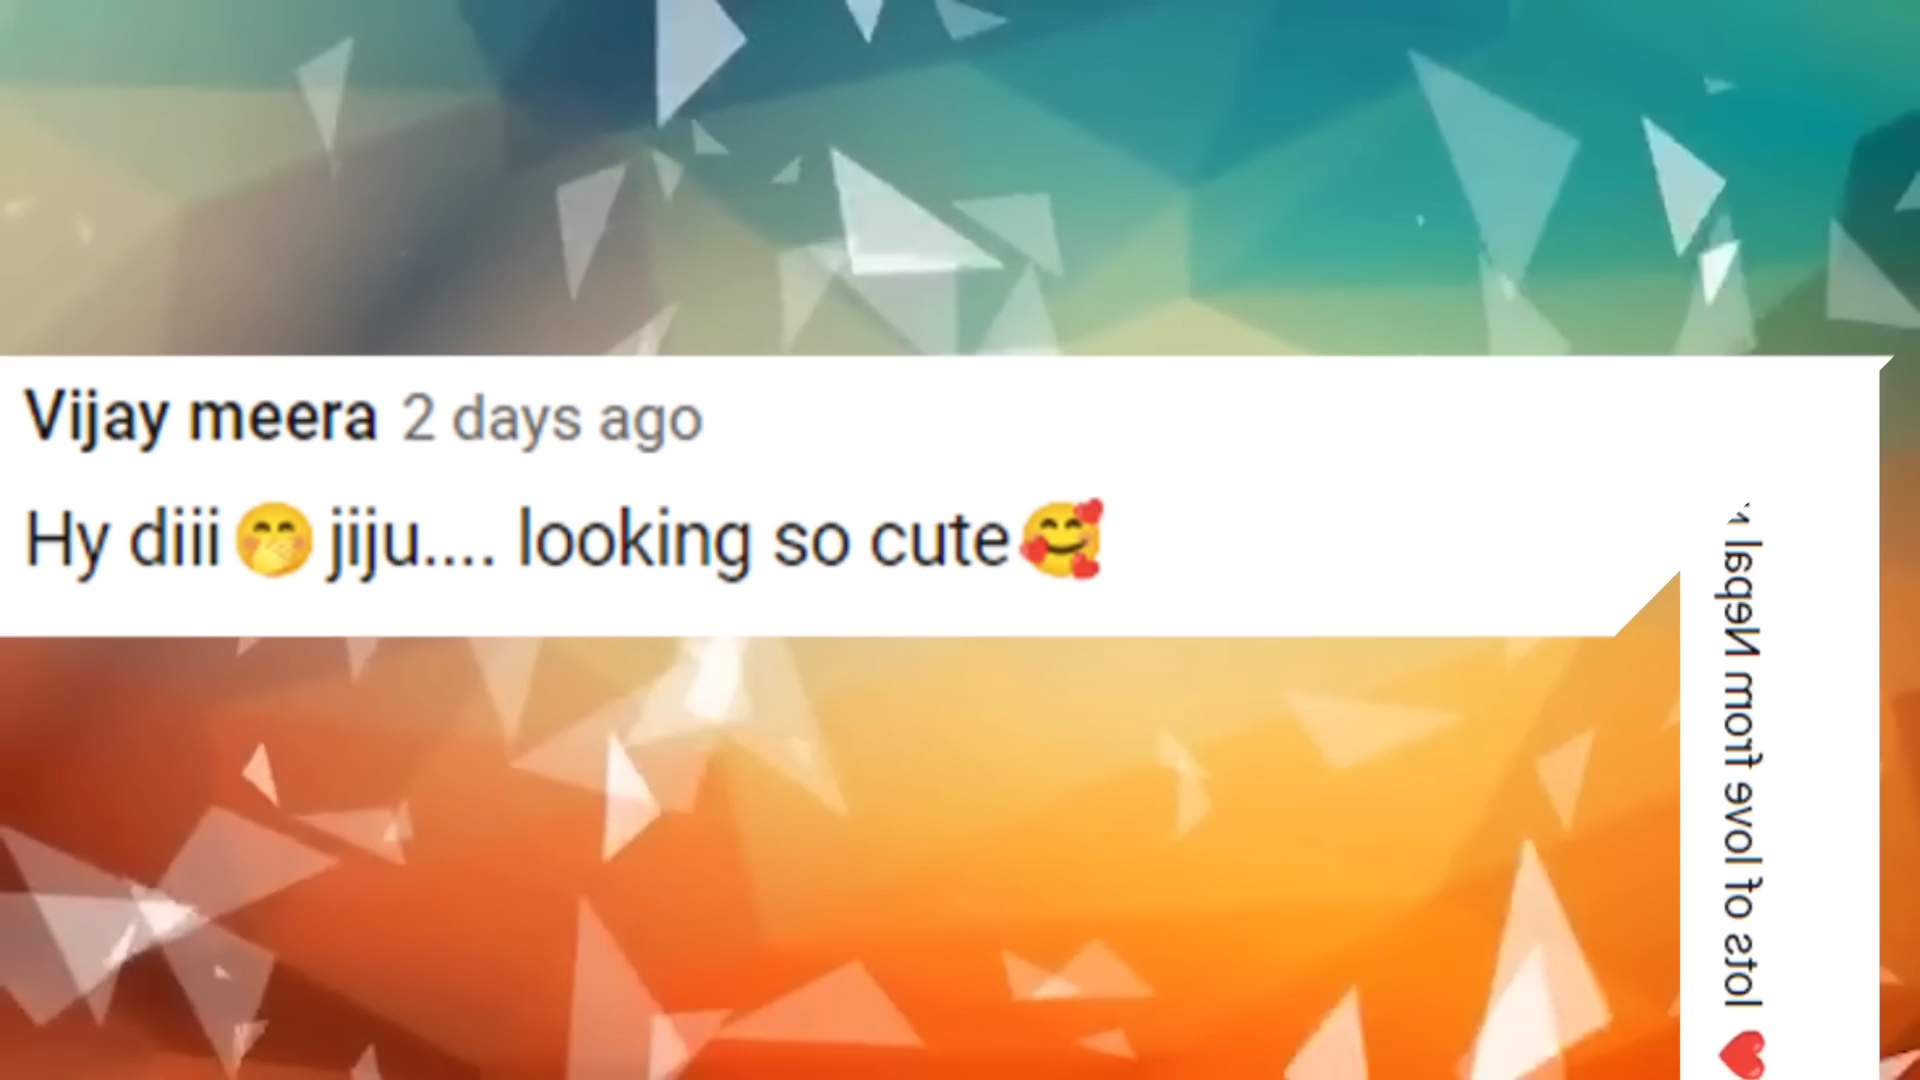 Vijay meera 2 days ago
Hy diii🤭jiju.... looking so cute🥰
lots of love from Nepal
❤️